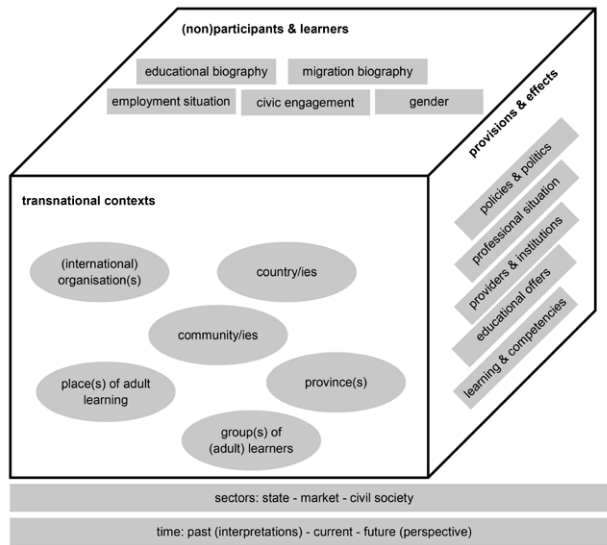 (non)participants & learners
educational biography
migration biography
employment situation
civic engagement
gender
provisions & effects
policies & politics
professional situation
providers & institutions
educational offers
learning & competencies
transnational contexts
(international)
organisation(s)
country/ies
community/ies
place(s) of adult
learning
province(s)
group(s) of
(adult) learners
sectors: state - market - civil society
time: past (interpretations) - current - future (perspective)